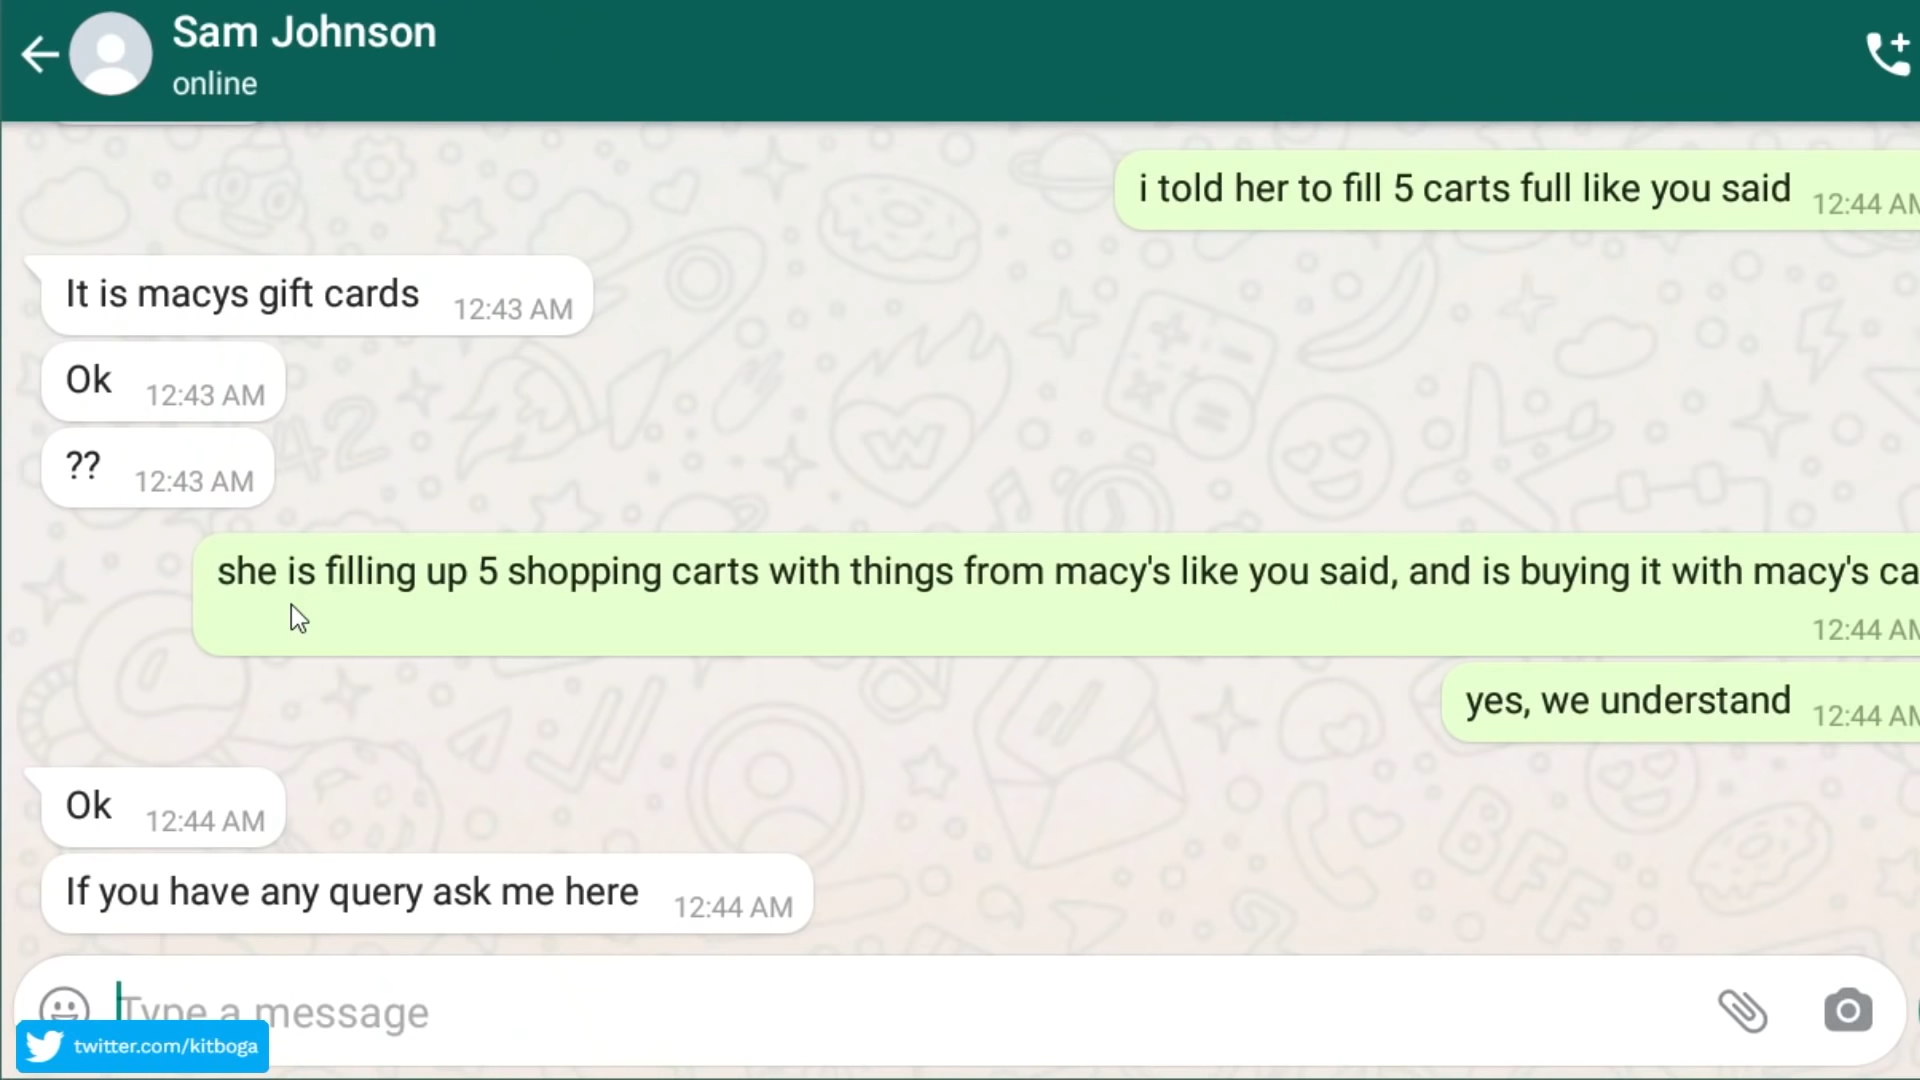 Sam Johnson
online
i told her to fill 5 carts full like you said 12:44 AM
It is macys gift cards 12:43 AM
Ok 12:43 AM
?? 12:43 AM
she is filling up 5 shopping carts with things from macy's like you said, and is buying it with macy's
12:44 AM
yes, we understand 12:44 AM
Ok 12:44 AM
If you have any query ask me here 12:44 AM
Type a message
twitter.com/kitboga